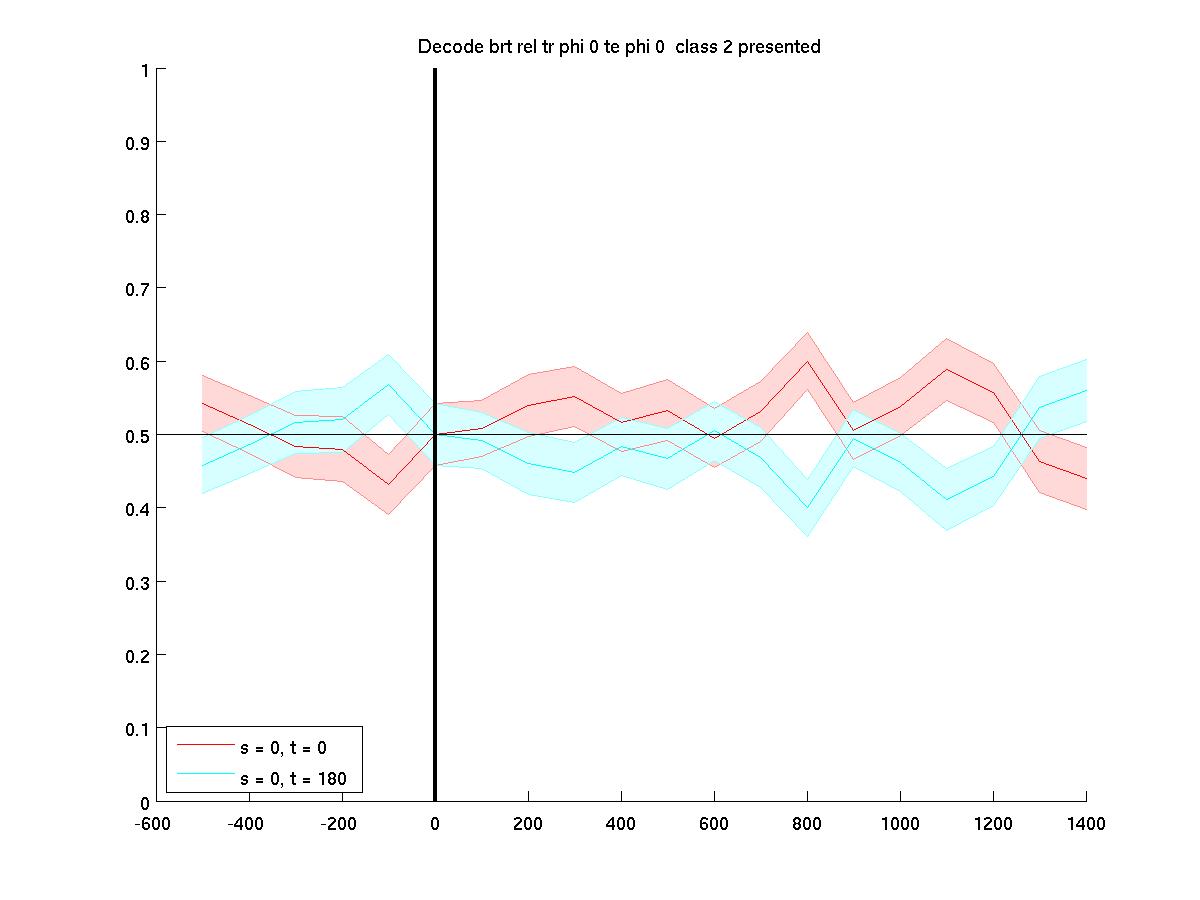 Decode brt rel tr phi 0 te phi 0  class 2 presented
1
0.9
0.8
0.7
0.6
0.5
0.4
0.3
0.2
0.1
0
s = 0, t = 0
s = 0, t = 180
-600 -400 -200 0 200 400 600 800 1000 1200 1400